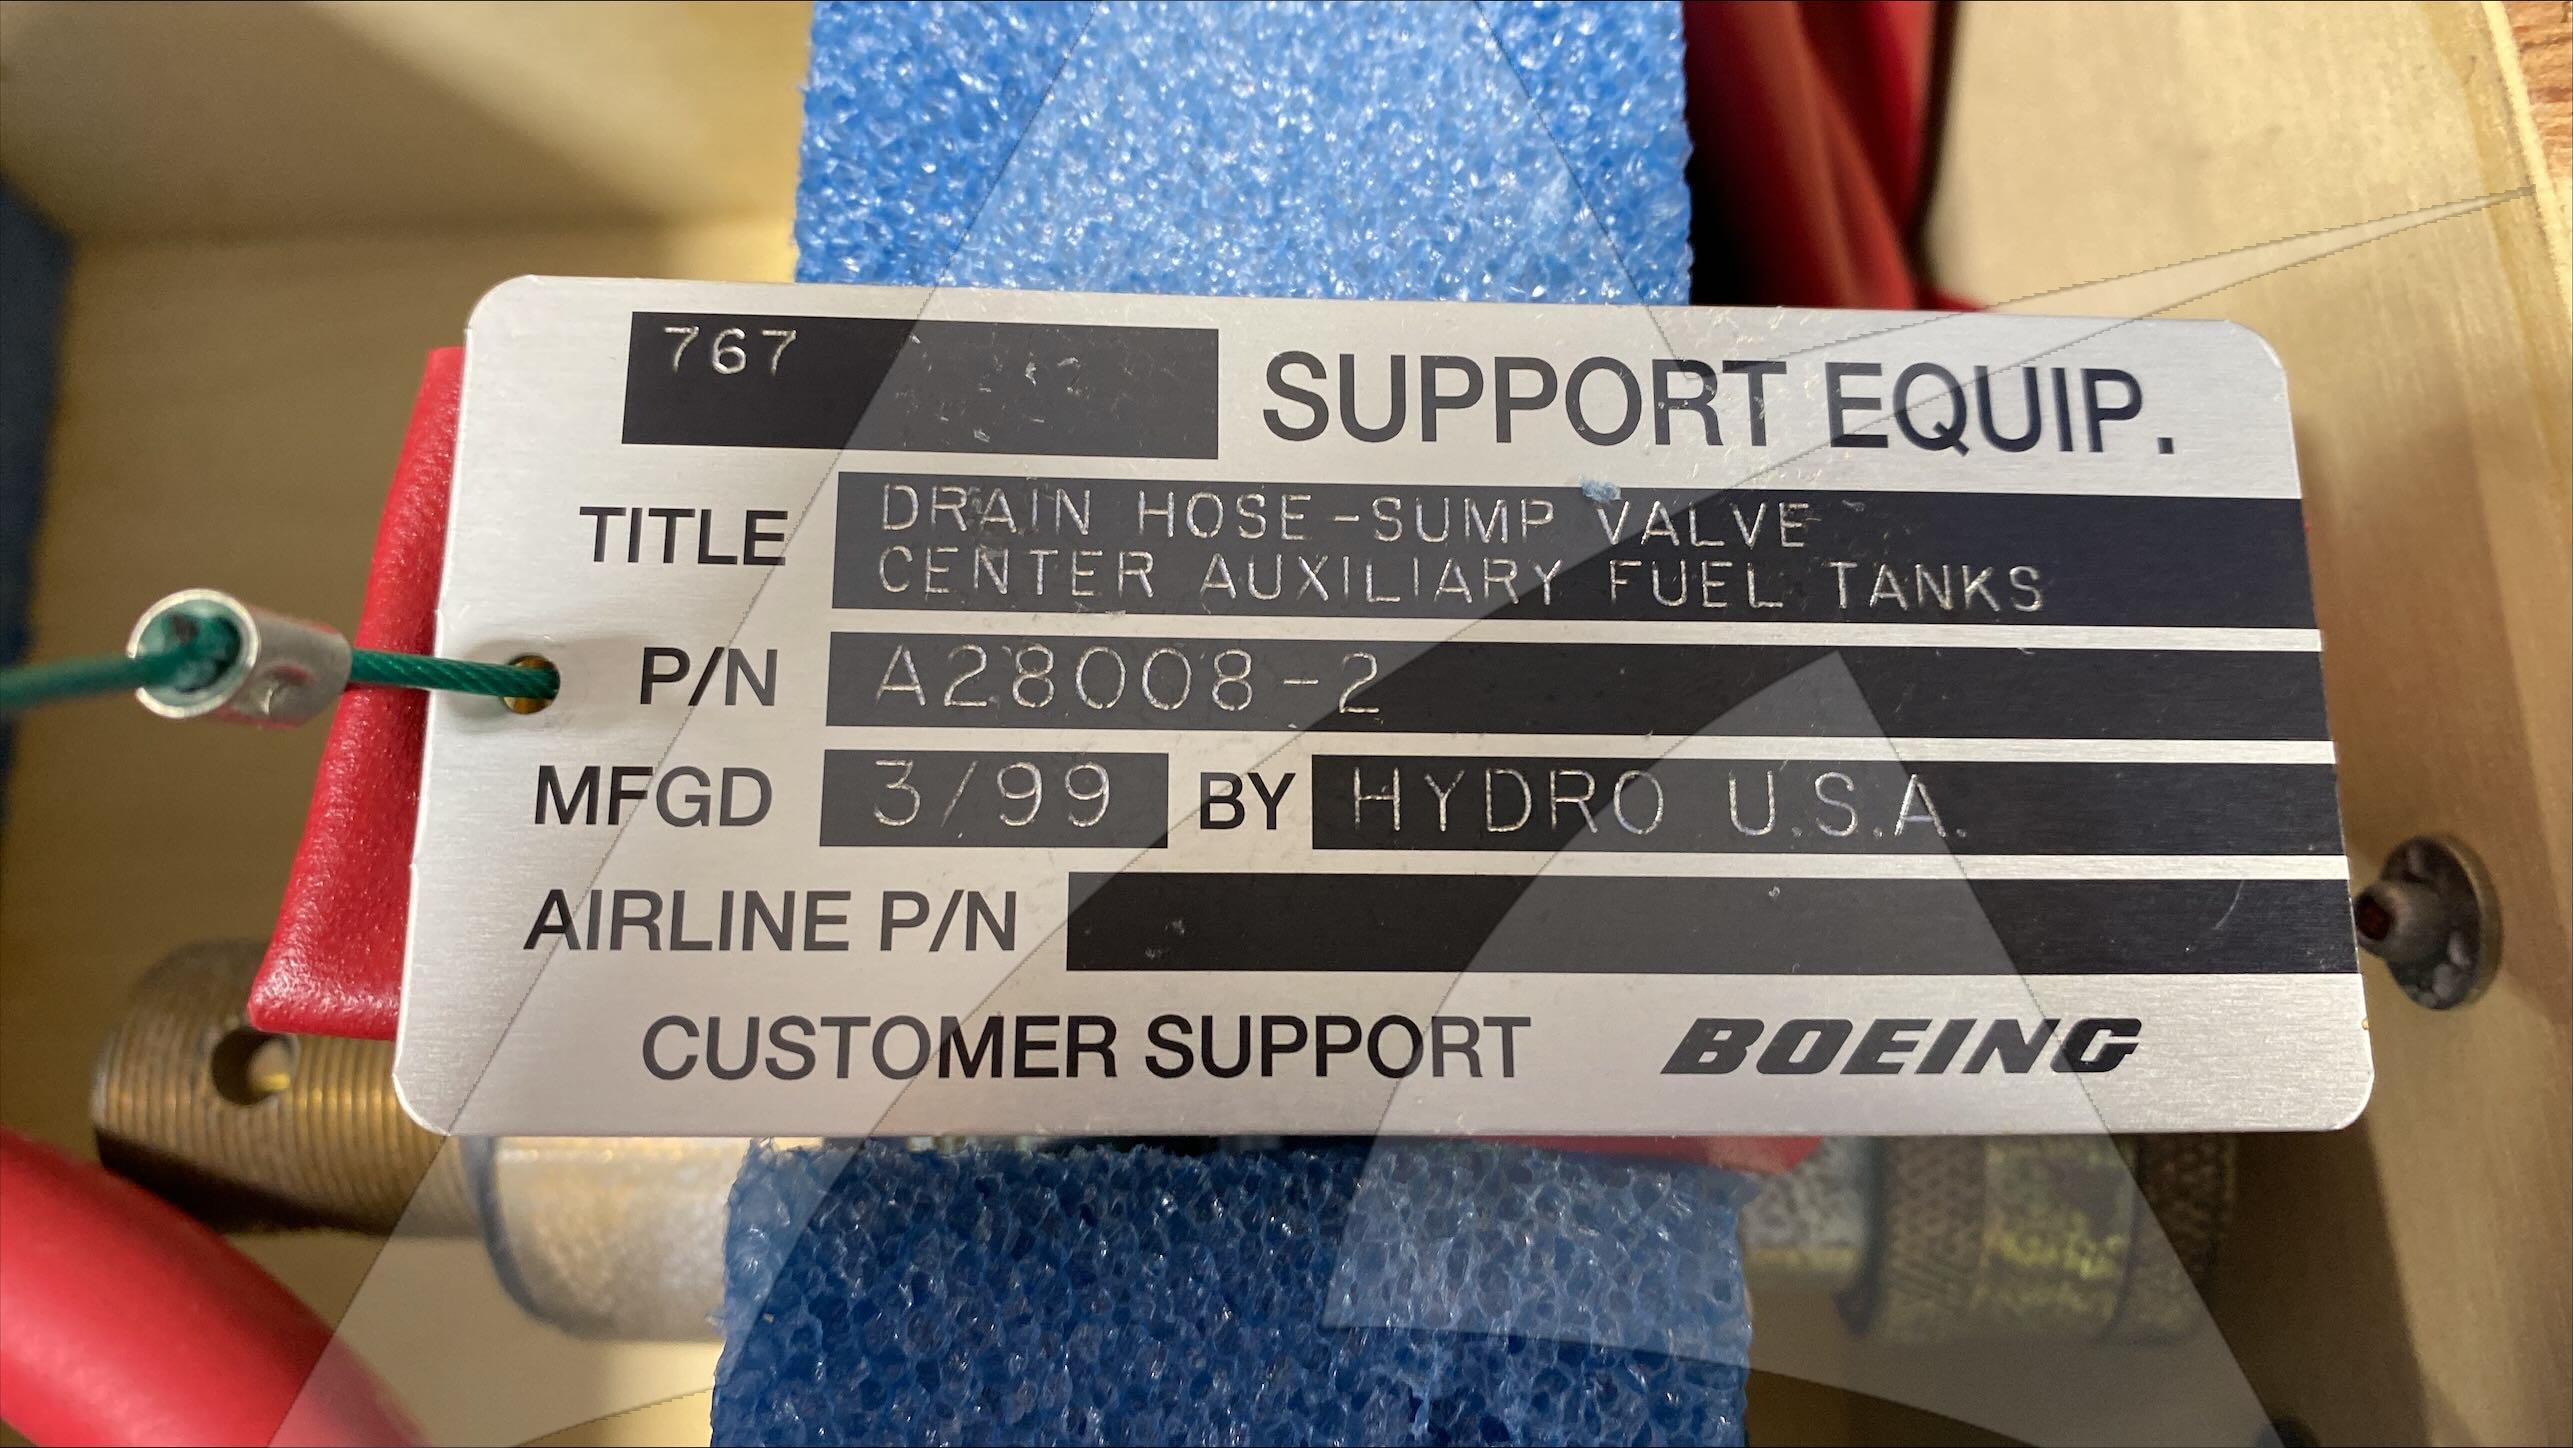 767 SUPPORT EQUIP.
TITLE DRAIN HOSE-SUMP VALVE
CENTER AUXILIARY FUEL TANKS
P/N A28008-2
MFGD 3/99 BY HYDRO U.S.A.
AIRLINE P/N
CUSTOMER SUPPORT BOEING